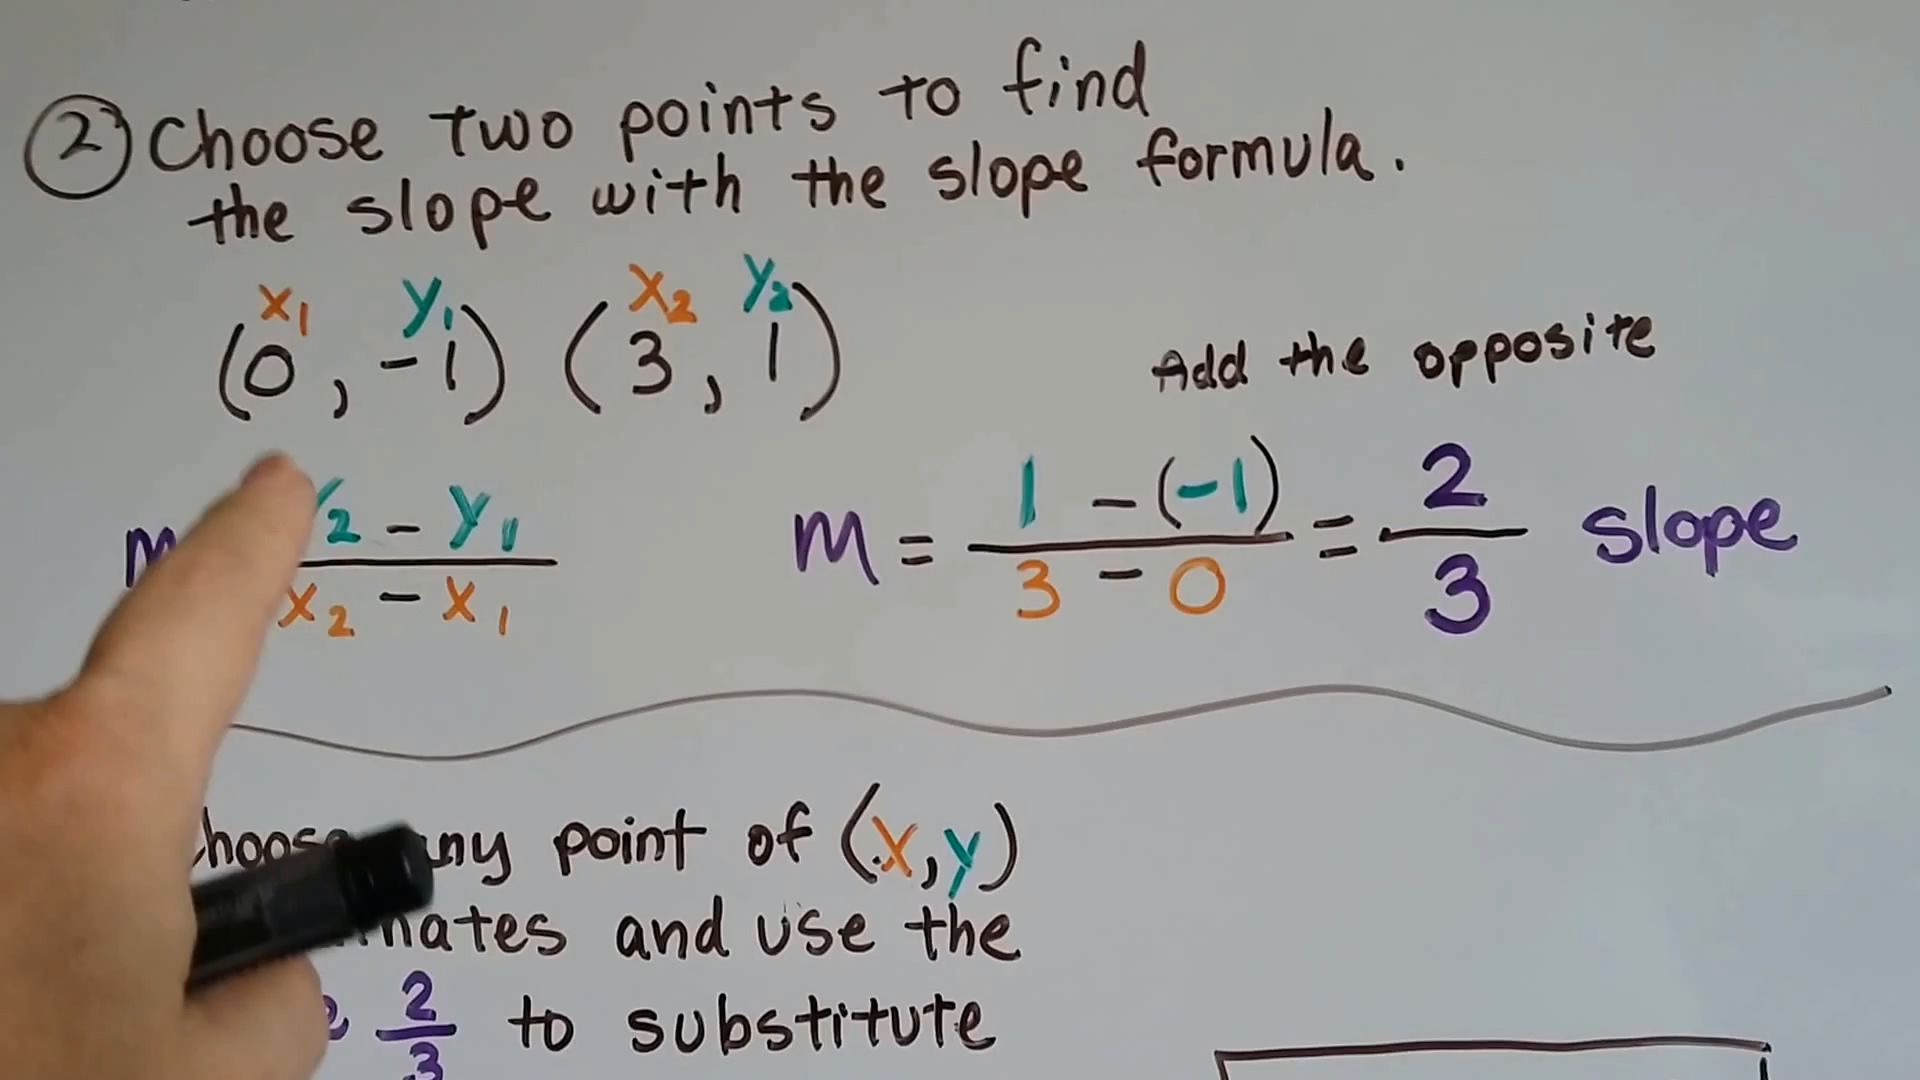 ② Choose two points to find
the slope with the slope formula.
x₁ y₁ x₂ y₂
(0, -1) (3, 1)
Add the opposite
m y₂ - y₁ / x₂ - x₁
m = 1 - (-1) / 3 - 0 = 2/3 slope
any point of (x,y)
and use the
2/3 to substitute